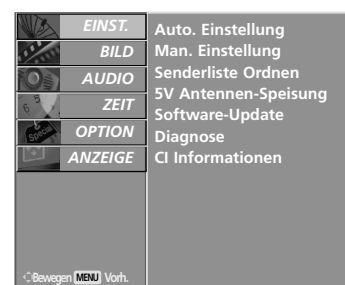 EINST.
BILD
AUDIO
ZEIT
Special
OPTION
ANZEIGE
Auto. Einstellung
Man. Einstellung
Senderliste Ordnen
5V Antennen-Speisung
Software-Update
Diagnose
CI Informationen
Bewegen MENU Vorh.